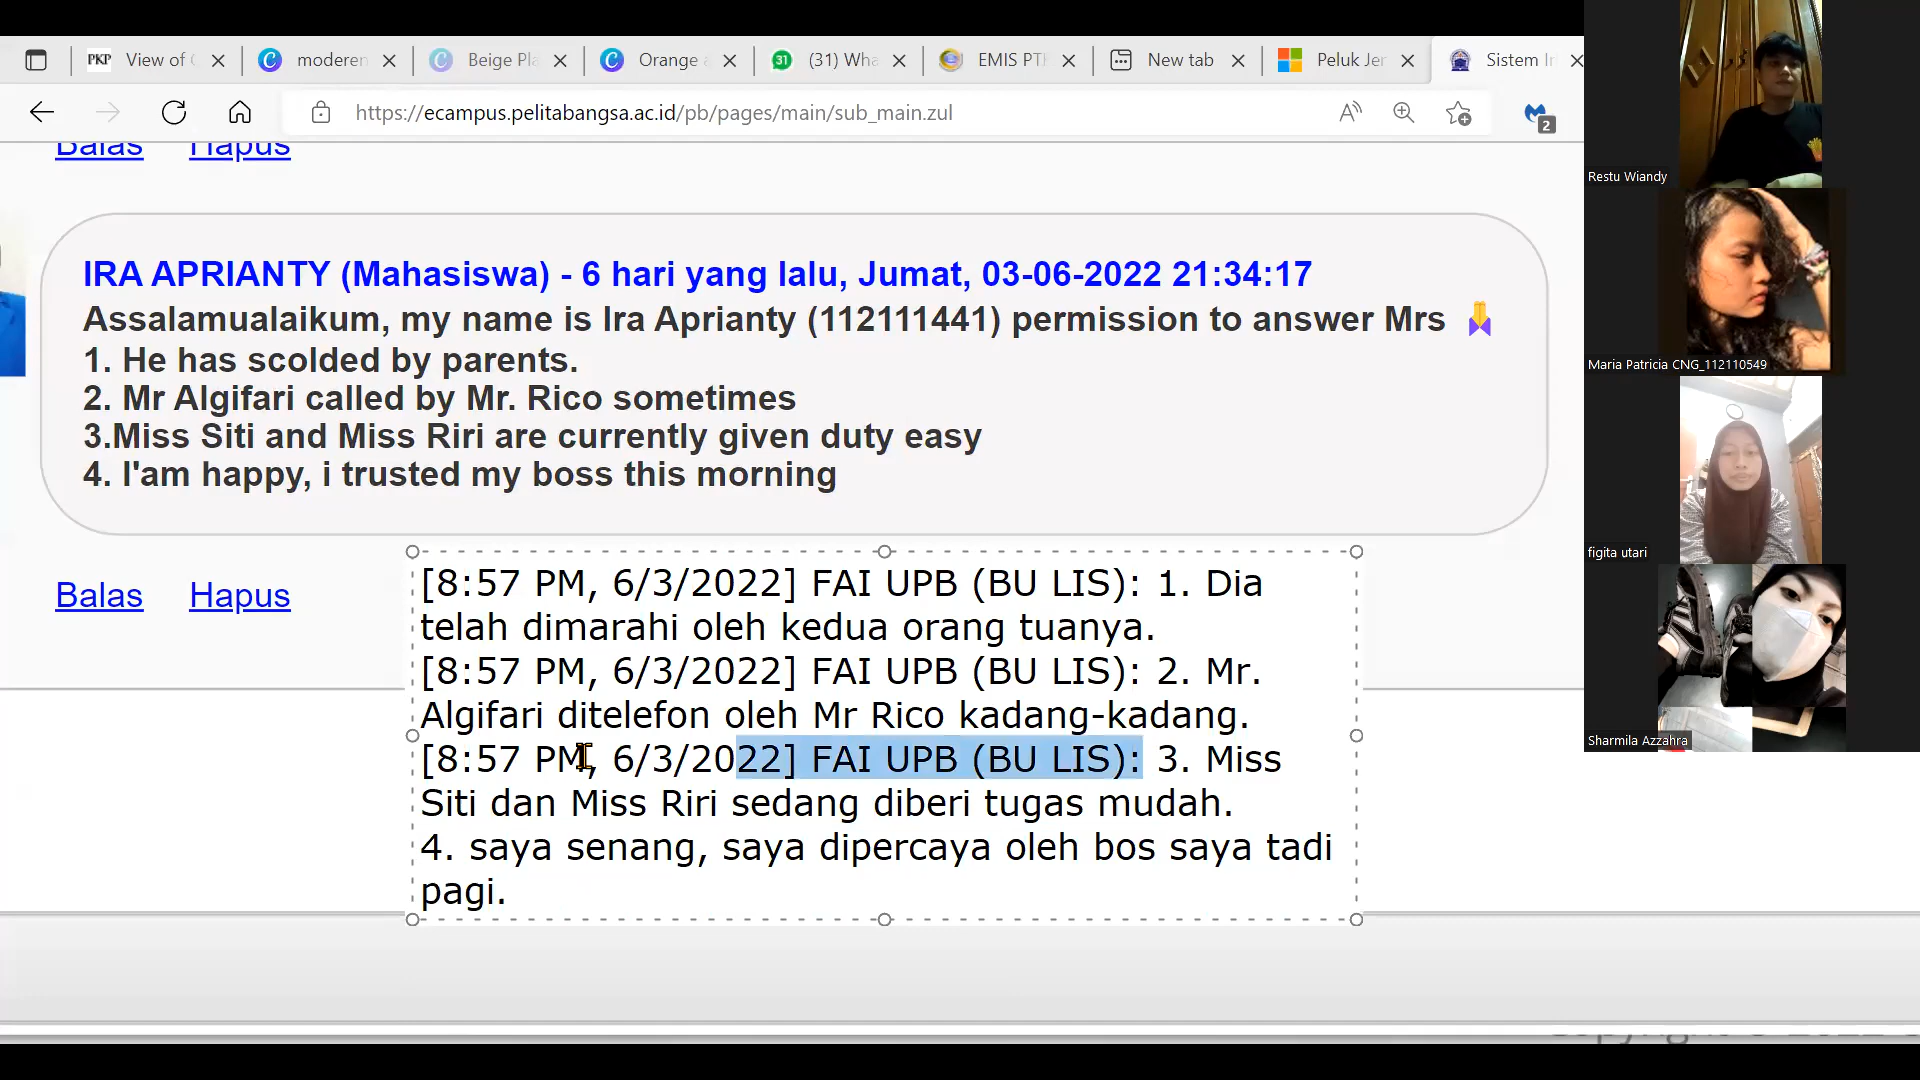 View of
moderen
Beige Pla
Orange
(31) Wha
EMIS PT
New tab
Peluk Jer
Sistem In
https://ecampus.pelitabangsa.ac.id/pb/pages/main/sub_main.zul
2
Balas Hapus
IRA APRIANTY (Mahasiswa) - 6 hari yang lalu, Jumat, 03-06-2022 21:34:17
Assalamualaikum, my name is Ira Aprianty (112111441) permission to answer Mrs 🙏
1. He has scolded by parents.
2. Mr Algifari called by Mr. Rico sometimes
3.Miss Siti and Miss Riri are currently given duty easy
4. I'am happy, i trusted my boss this morning
Balas Hapus
[8:57 PM, 6/3/2022] FAI UPB (BU LIS): 1. Dia
telah dimarahi oleh kedua orang tuanya.
[8:57 PM, 6/3/2022] FAI UPB (BU LIS): 2. Mr.
Algifari ditelefon oleh Mr Rico kadang-kadang.
[8:57 PM, 6/3/2022] FAI UPB (BU LIS): 3. Miss
Siti dan Miss Riri sedang diberi tugas mudah.
4. saya senang, saya dipercaya oleh bos saya tadi
pagi.
Restu Wiandy
Maria Patricia CNG_112110549
figita utari
Sharmila Azzahra